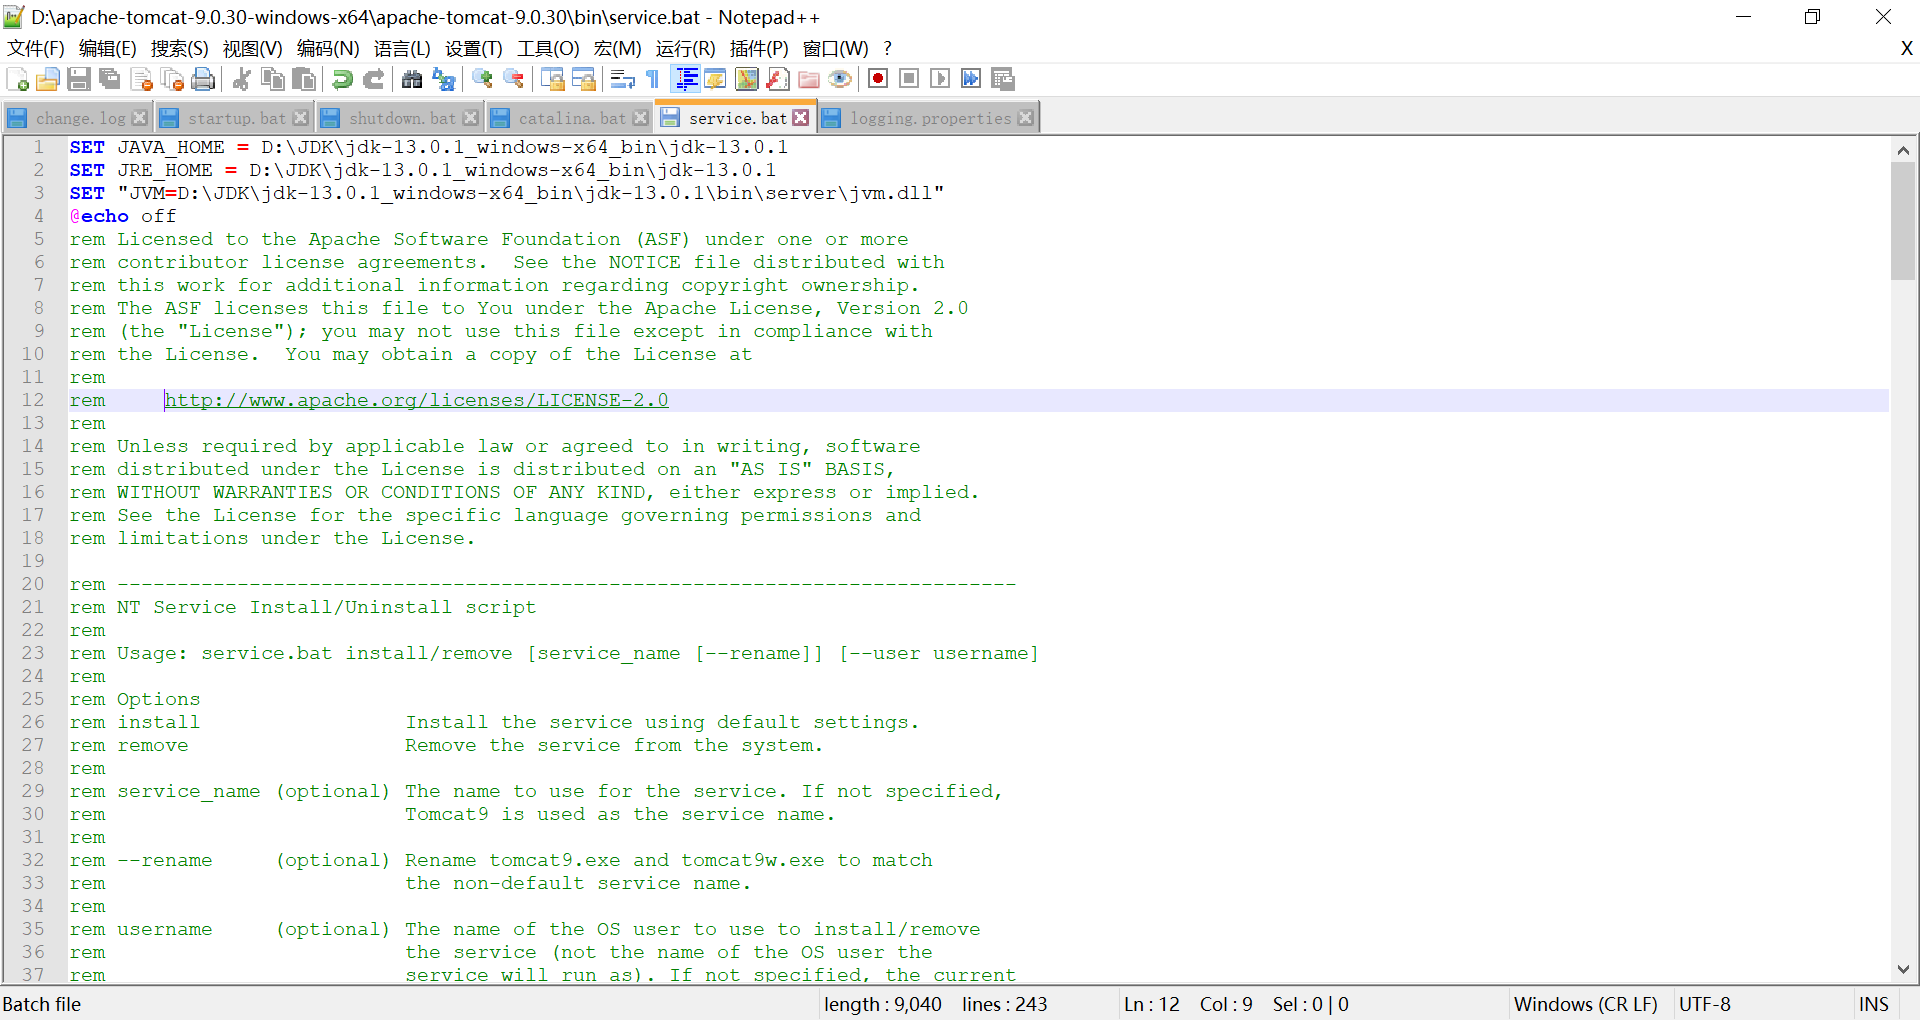 D:\apache-tomcat-9.0.30-windows-x64\apache-tomcat-9.0.30\bin\service.bat - Notepad++
文件(F) 编辑(E) 搜索(S) 视图(V) 编码(N) 语言(L) 设置(T) 工具(O) 宏(M) 运行(R) 插件(P) 窗口(W) ? X
change.log startup.bat shutdown.bat catalina.bat service.bat logging.properties
1 SET JAVA_HOME = D:\JDK\jdk-13.0.1_windows-x64_bin\jdk-13.0.1
2 SET JRE_HOME = D:\JDK\jdk-13.0.1_windows-x64_bin\jdk-13.0.1
3 SET "JVM=D:\JDK\jdk-13.0.1_windows-x64_bin\jdk-13.0.1\bin\server\jvm.dll"
4 @echo off
5 rem Licensed to the Apache Software Foundation (ASF) under one or more
6 rem contributor license agreements.  See the NOTICE file distributed with
7 rem this work for additional information regarding copyright ownership.
8 rem The ASF licenses this file to You under the Apache License, Version 2.0
9 rem (the "License"); you may not use this file except in compliance with
10 rem the License.  You may obtain a copy of the License at
11 rem
12 rem     http://www.apache.org/licenses/LICENSE-2.0
13 rem
14 rem Unless required by applicable law or agreed to in writing, software
15 rem distributed under the License is distributed on an "AS IS" BASIS,
16 rem WITHOUT WARRANTIES OR CONDITIONS OF ANY KIND, either express or implied.
17 rem See the License for the specific language governing permissions and
18 rem limitations under the License.
19
20 rem ---------------------------------------------------------------------------
21 rem NT Service Install/Uninstall script
22 rem
23 rem Usage: service.bat install/remove [service_name [--rename]] [--user username]
24 rem
25 rem Options
26 rem install                 Install the service using default settings.
27 rem remove                  Remove the service from the system.
28 rem
29 rem service_name (optional) The name to use for the service. If not specified,
30 rem                         Tomcat9 is used as the service name.
31 rem
32 rem --rename     (optional) Rename tomcat9.exe and tomcat9w.exe to match
33 rem                         the non-default service name.
34 rem
35 rem username     (optional) The name of the OS user to use to install/remove
36 rem                         the service (not the name of the OS user the
37 rem                         service will run as). If not specified, the current
Batch file length : 9,040 lines : 243 Ln : 12 Col : 9 Sel : 0 | 0 Windows (CR LF) UTF-8 INS